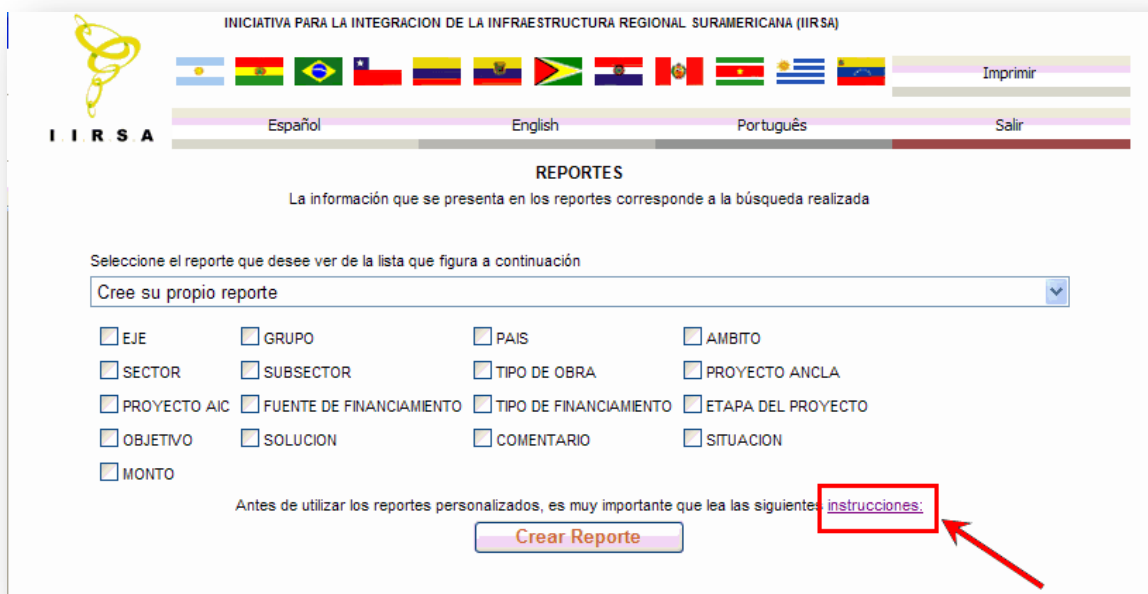 INICIATIVA PARA LA INTEGRACION DE LA INFRAESTRUCTURA REGIONAL SURAMERICANA (IIRSA)
Imprimir
I.I.R.S.A
Español English Português Salir
REPORTES
La información que se presenta en los reportes corresponde a la búsqueda realizada
Seleccione el reporte que desee ver de la lista que figura a continuación
Cree su propio reporte
EJE GRUPO PAIS AMBITO
SECTOR SUBSECTOR TIPO DE OBRA PROYECTO ANCLA
PROYECTO AIC FUENTE DE FINANCIAMIENTO TIPO DE FINANCIAMIENTO ETAPA DEL PROYECTO
OBJETIVO SOLUCION COMENTARIO SITUACION
MONTO
Antes de utilizar los reportes personalizados, es muy importante que lea las siguientes instrucciones:
Crear Reporte